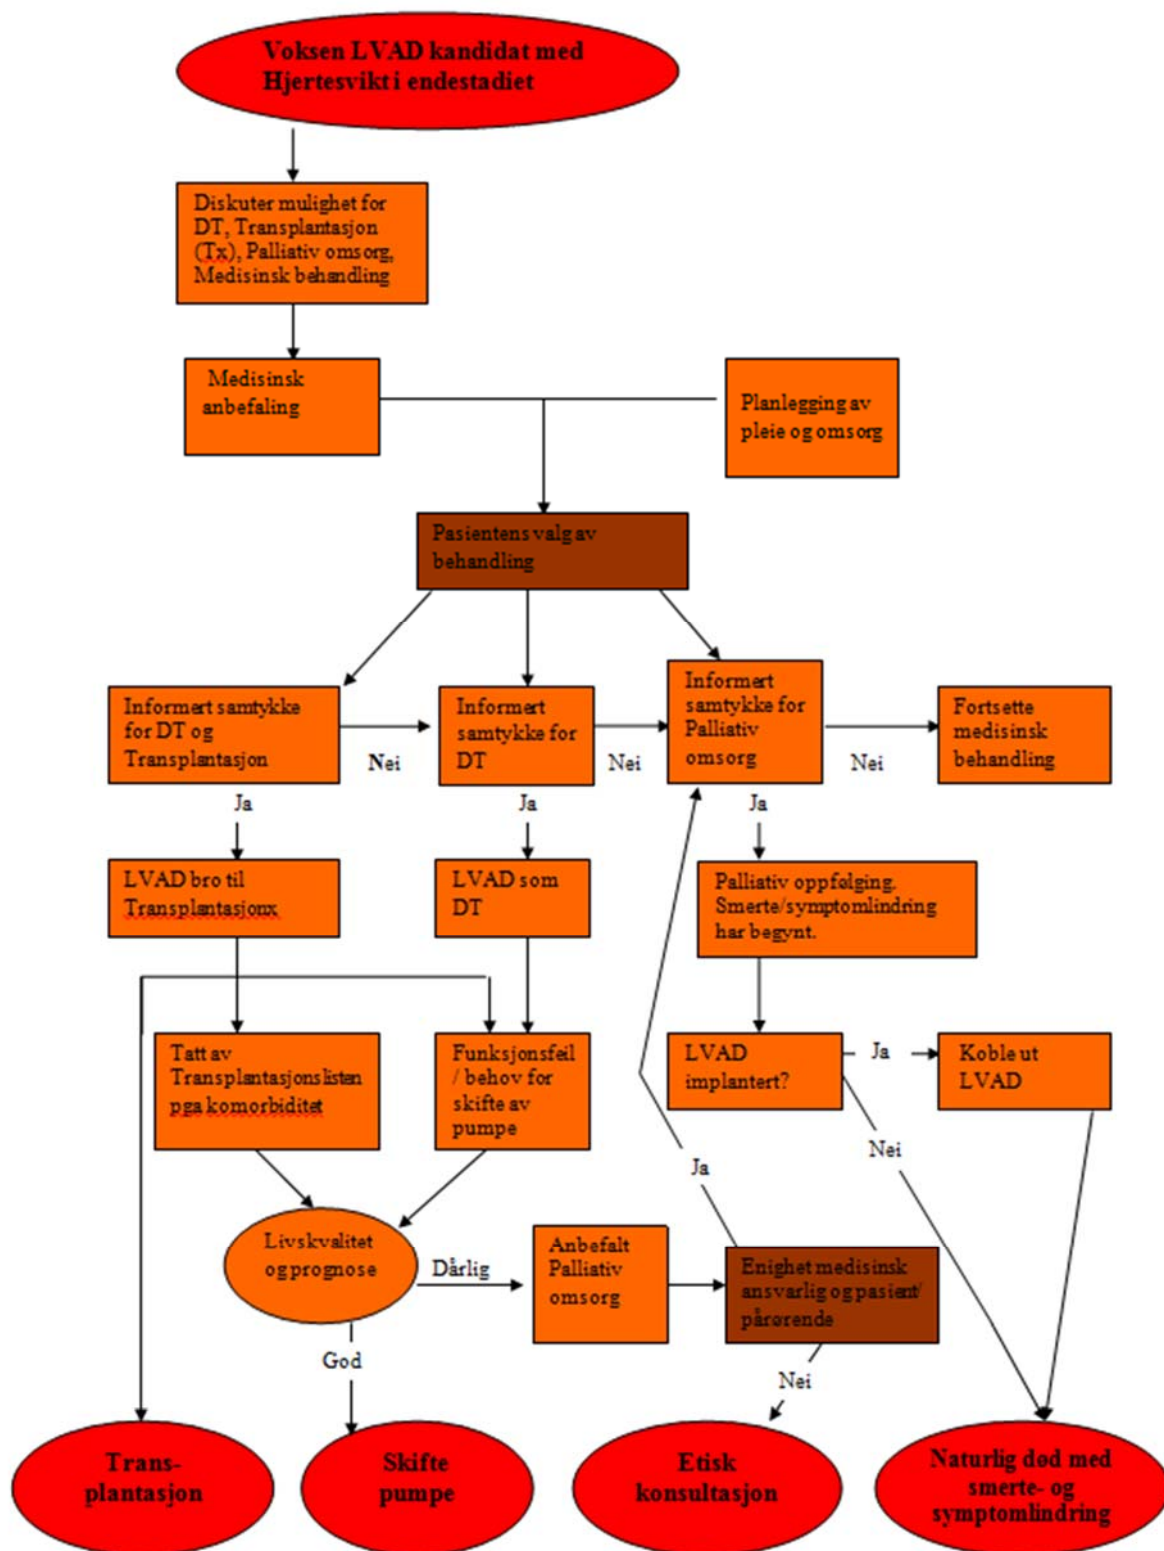 Voksen LVAD kandidat med
Hjertesvikt i endestadiet
Diskuter mulighet for
DT, Transplantasjon
(Tx), Palliativ omsorg,
Medisinsk behandling
Medisinsk
anbefaling
Planlegging av
pleie og omsorg
Pasientens valg av
behandling
Informert samtykke
for DT og
Transplantasjon
Nei
Informert
samtykke for
DT
Nei
Informert
samtykke for
Palliativ
omsorg
Nei
Fortsette
medisinsk
behandling
Ja
Ja
Ja
LVAD bro til
Transplantasjonx
LVAD som
DT
Palliativ oppfølging.
Smerte/symptomlindring
har begynt.
Tatt av
Transplantasjonslisten
pga komorbiditet
Funksjonsfeil
/ behov for
skifte av
pumpe
LVAD
implantert?
Ja
Koble ut
LVAD
Nei
Ja
Livskvalitet
og prognose
Dårlig
Anbefalt
Palliativ
omsorg
Enighet medisinsk
ansvarlig og pasient/
pårørende
God
Nei
Trans-
plantasjon
Skifte
pumpe
Etisk
konsultasjon
Naturlig død med
smerte- og
symptomlindring